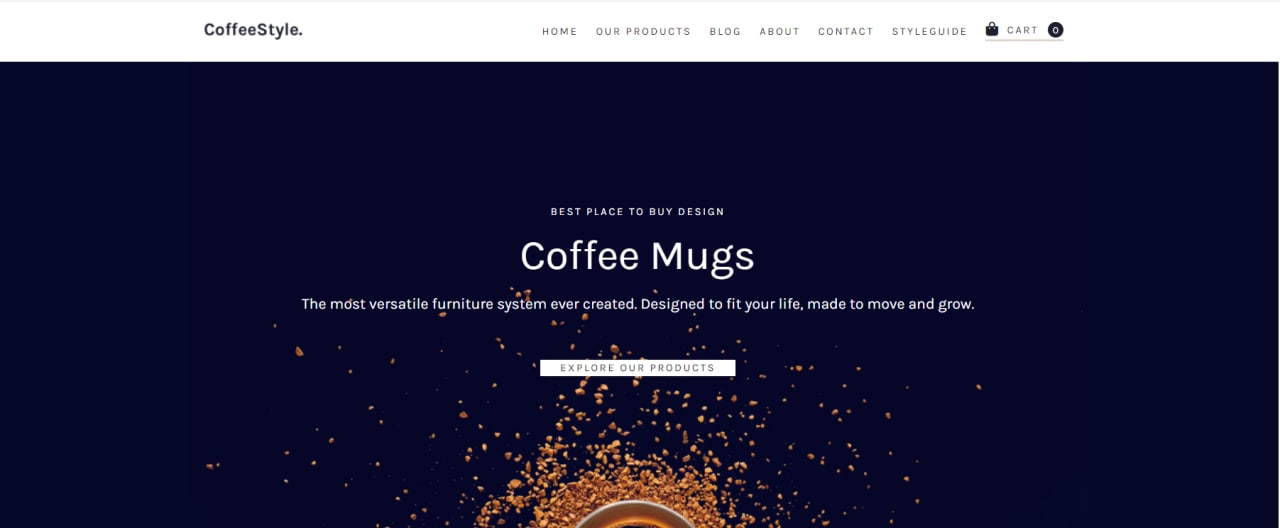 CoffeeStyle.
HOME OUR PRODUCTS BLOG ABOUT CONTACT STYLEGUIDE CART 0
BEST PLACE TO BUY DESIGN
Coffee Mugs
The most versatile furniture system ever created. Designed to fit your life, made to move and grow.
EXPLORE OUR PRODUCTS